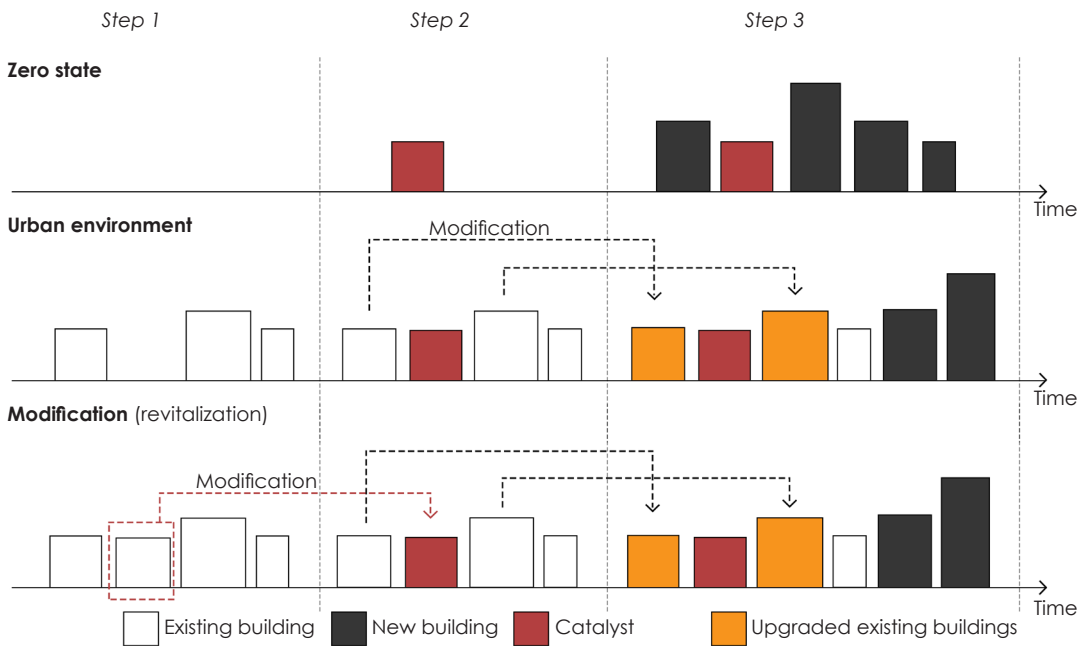 Step 1
Step 2
Step 3
Zero state
Time
Urban environment
Modification
Time
Modification (revitalization)
Modification
Time
Existing building
New building
Catalyst
Upgraded existing buildings